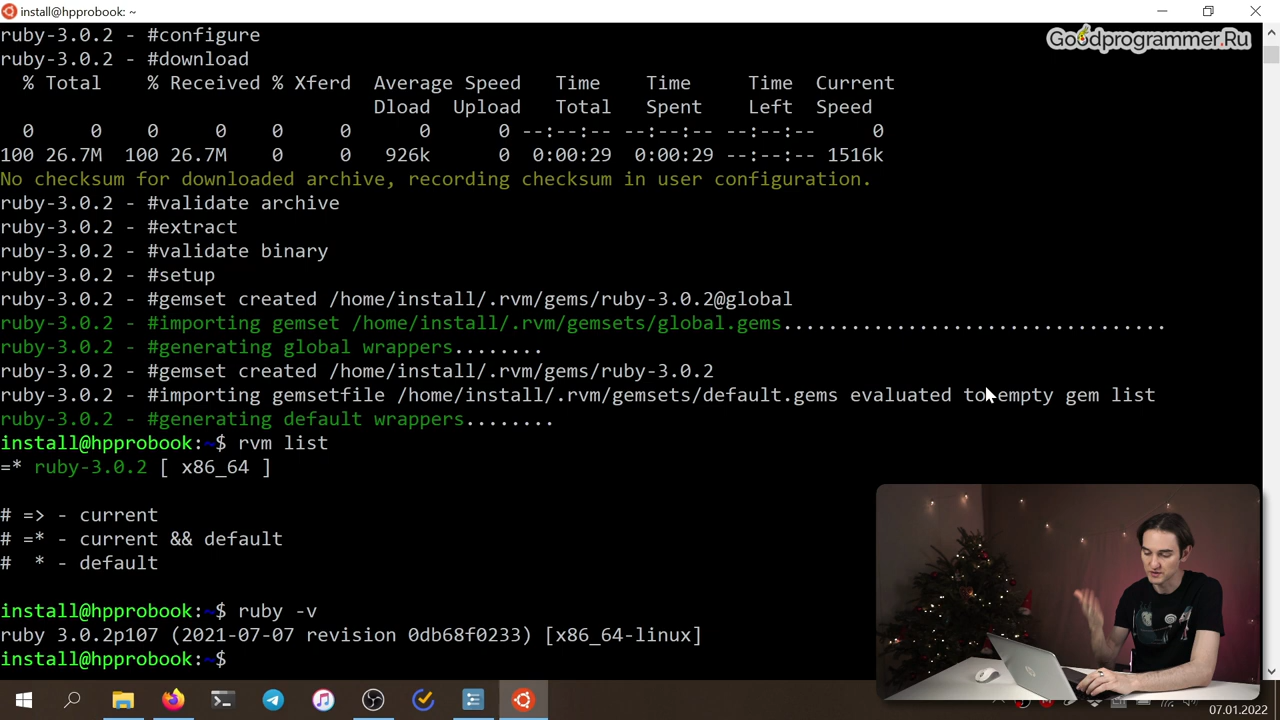 install@hpprobook: ~
Goodprogrammer.Ru
ruby-3.0.2 - #configure
ruby-3.0.2 - #download
% Total % Received % Xferd Average Speed Time Time Time Current
Dload Upload Total Spent Left Speed
0 0 0 0 0 0 0 0 --:--:-- --:--:-- --:--:-- 0
100 26.7M 100 26.7M 0 0 926k 0 0:00:29 0:00:29 --:--:-- 1516k
No checksum for downloaded archive, recording checksum in user configuration.
ruby-3.0.2 - #validate archive
ruby-3.0.2 - #extract
ruby-3.0.2 - #validate binary
ruby-3.0.2 - #setup
ruby-3.0.2 - #gemset created /home/install/.rvm/gems/ruby-3.0.2@global
ruby-3.0.2 - #importing gemset /home/install/.rvm/gemsets/global.gems..................................
ruby-3.0.2 - #generating global wrappers........
ruby-3.0.2 - #gemset created /home/install/.rvm/gems/ruby-3.0.2
ruby-3.0.2 - #importing gemsetfile /home/install/.rvm/gemsets/default.gems evaluated to empty gem list
ruby-3.0.2 - #generating default wrappers........
install@hpprobook:~$ rvm list
=* ruby-3.0.2 [ x86_64 ]
# => - current
# =* - current && default
#  * - default
install@hpprobook:~$ ruby -v
ruby 3.0.2p107 (2021-07-07 revision 0db68f0233) [x86_64-linux]
install@hpprobook:~$
07.01.2022